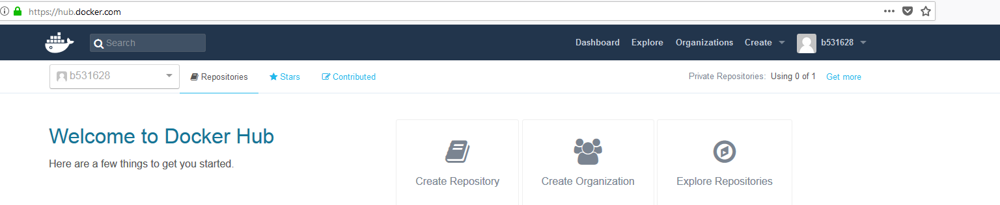 https://hub.docker.com
Search Dashboard Explore Organizations Create b531628
b531628 Repositories Stars Contributed Private Repositories: Using 0 of 1 Get more
Welcome to Docker Hub
Here are a few things to get you started.
Create Repository Create Organization Explore Repositories